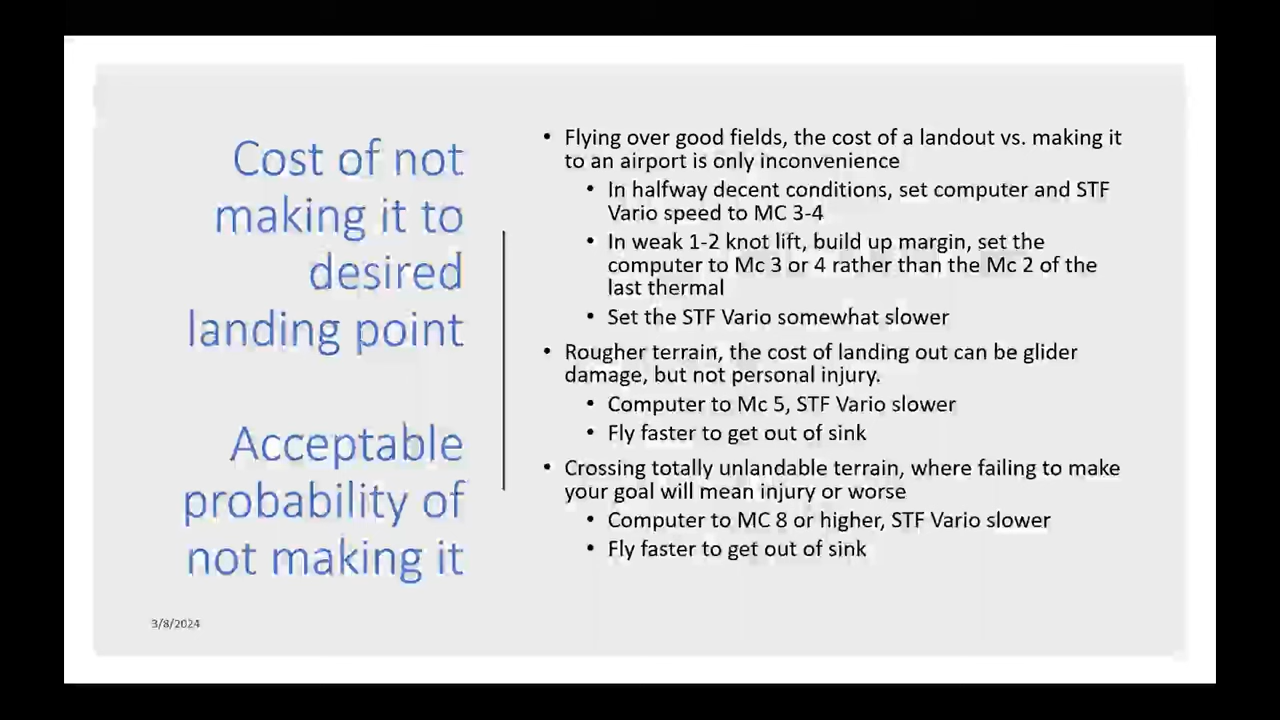 Cost of not
making it to
desired
landing point
Acceptable
probability of
not making it
3/8/2024
• Flying over good fields, the cost of a landout vs. making it
to an airport is only inconvenience
• In halfway decent conditions, set computer and STF
Vario speed to MC 3-4
• In weak 1-2 knot lift, build up margin, set the
computer to Mc 3 or 4 rather than the Mc 2 of the
last thermal
• Set the STF Vario somewhat slower
• Rougher terrain, the cost of landing out can be glider
damage, but not personal injury.
• Computer to Mc 5, STF Vario slower
• Fly faster to get out of sink
• Crossing totally unlandable terrain, where failing to make
your goal will mean injury or worse
• Computer to MC 8 or higher, STF Vario slower
• Fly faster to get out of sink